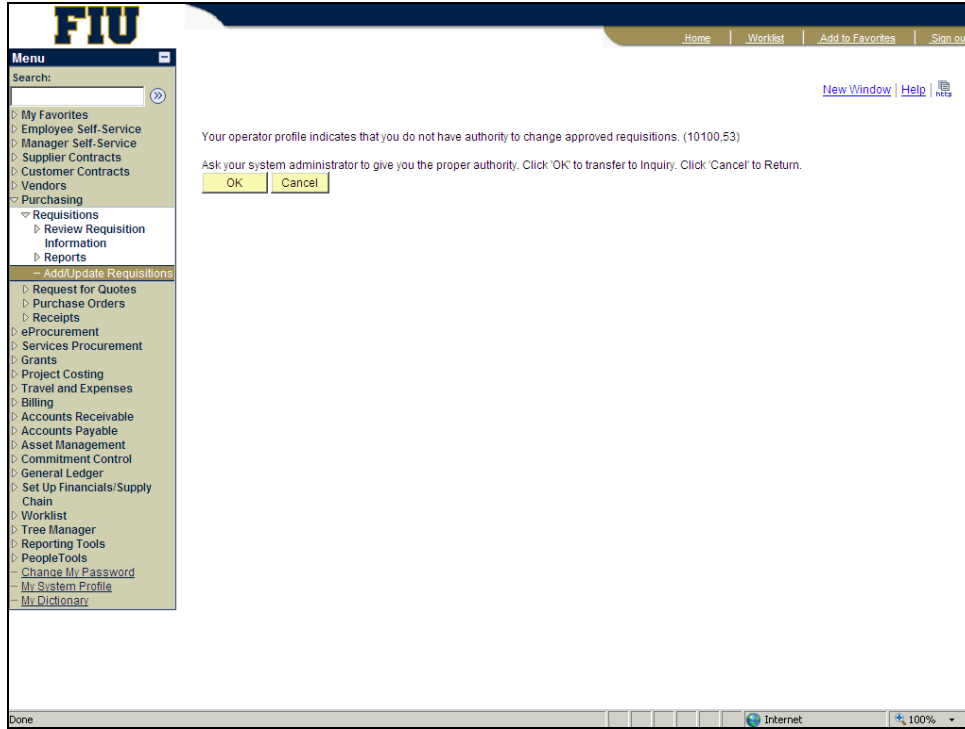 FIU
Home Worklist Add to Favorites Sign ou
Menu
Search:
New Window | Help | http
My Favorites
Employee Self-Service
Manager Self-Service
Supplier Contracts
Customer Contracts
Vendors
Purchasing
Requisitions
Review Requisition
Information
Reports
Add/Update Requisitions
Request for Quotes
Purchase Orders
Receipts
eProcurement
Services Procurement
Grants
Project Costing
Travel and Expenses
Billing
Accounts Receivable
Accounts Payable
Asset Management
Commitment Control
General Ledger
Set Up Financials/Supply
Chain
Worklist
Tree Manager
Reporting Tools
PeopleTools
Change My Password
My System Profile
My Dictionary
Your operator profile indicates that you do not have authority to change approved requisitions. (10100,53)
Ask your system administrator to give you the proper authority. Click 'OK' to transfer to Inquiry. Click 'Cancel' to Return.
OK Cancel
Done Internet 100%